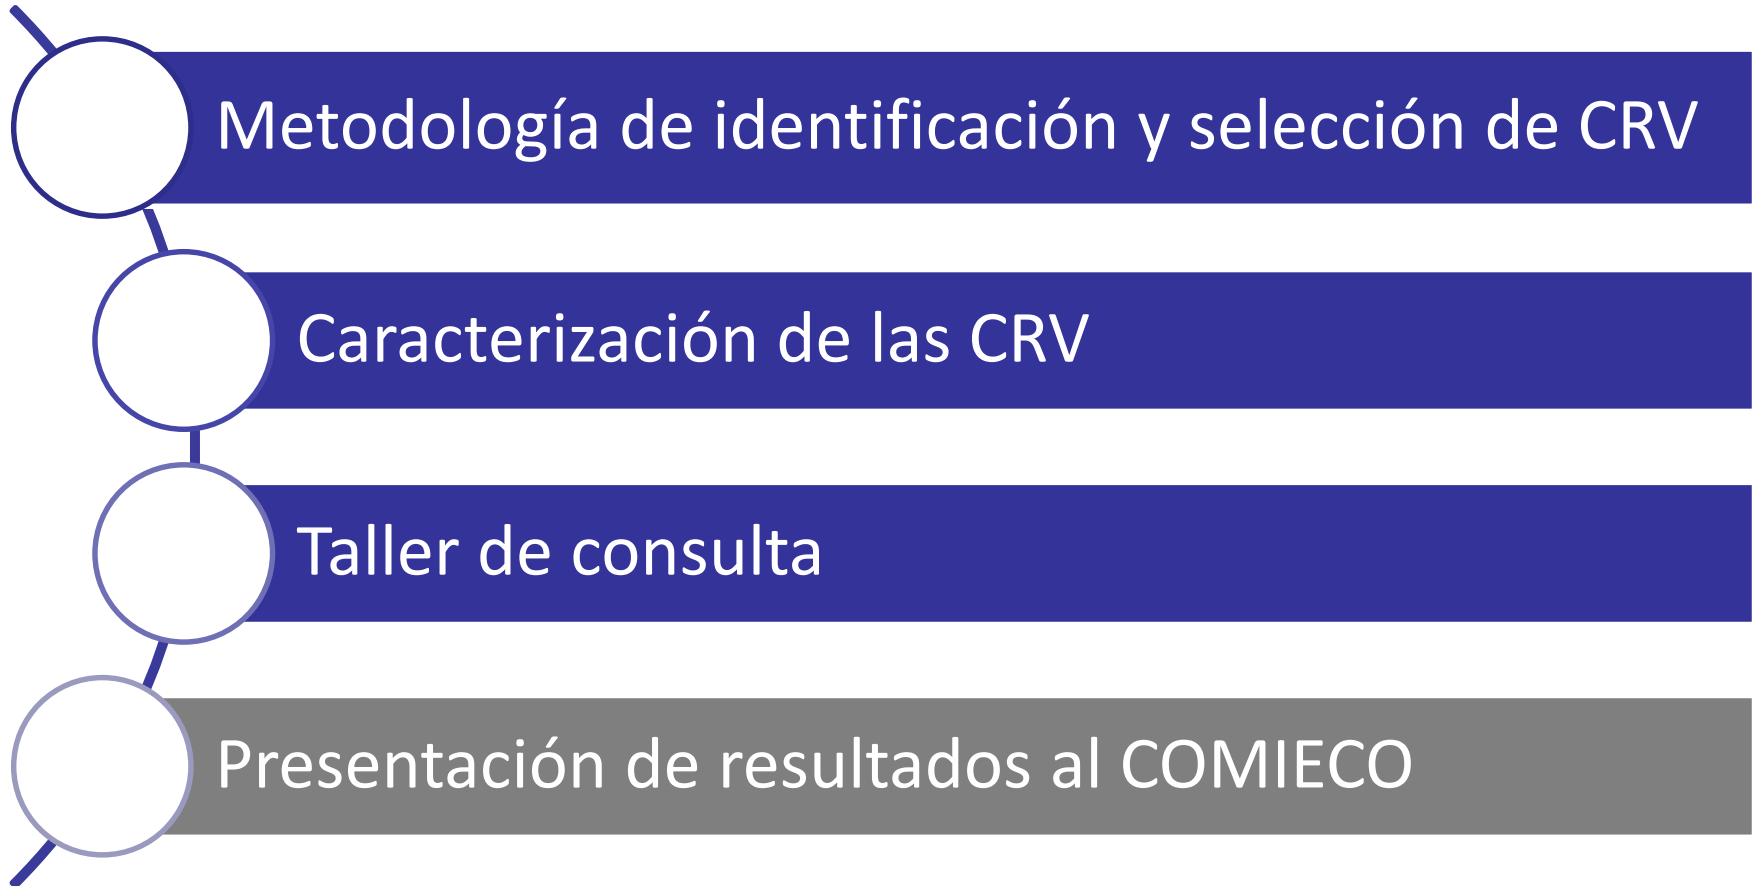 Metodología de identificación y selección de CRV
Caracterización de las CRV
Taller de consulta
Presentación de resultados al COMIECO